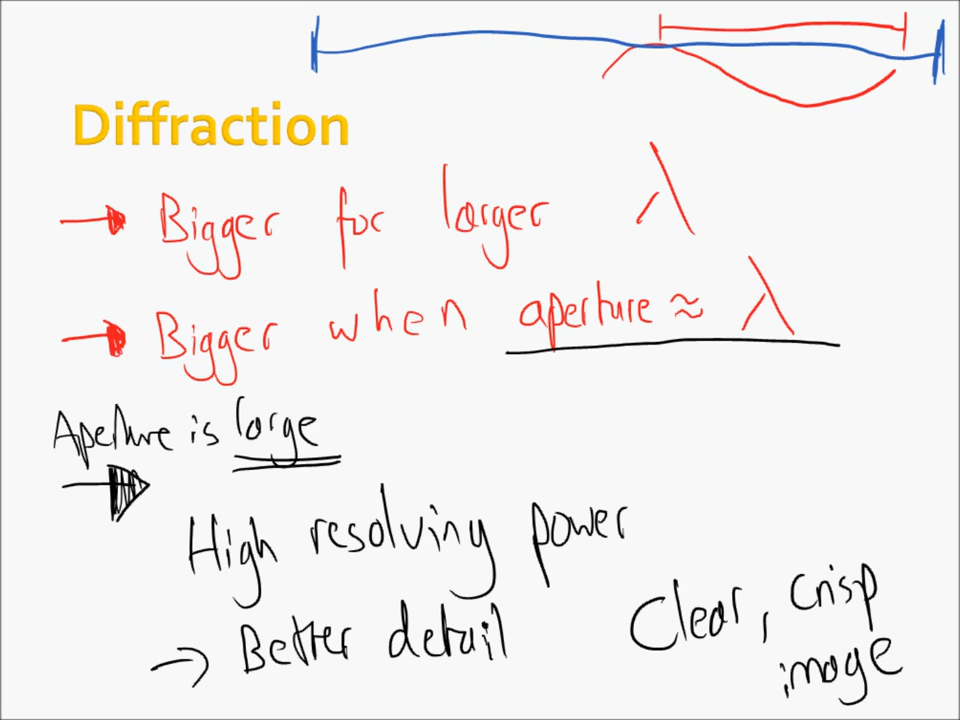 Diffraction
→ Bigger for larger λ
→ Bigger when aperture ≈ λ
Aperture is large
→
High resolving power
→ Better detail
Clear, crisp
image